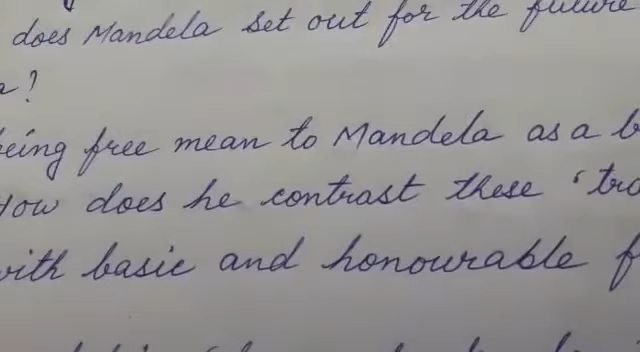 does Mandela set out for the future
?
being free mean to Mandela as a
How does he contrast these
with basic and honourable